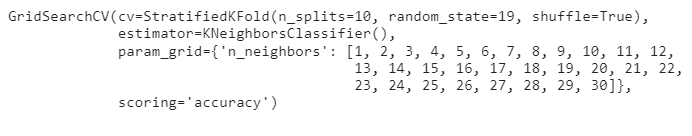 GridSearchCV(cv=StratifiedKFold(n_splits=10, random_state=19, shuffle=True),
             estimator=KNeighborsClassifier(),
             param_grid={'n_neighbors': [1, 2, 3, 4, 5, 6, 7, 8, 9, 10, 11, 12,
                                         13, 14, 15, 16, 17, 18, 19, 20, 21, 22,
                                         23, 24, 25, 26, 27, 28, 29, 30]},
             scoring='accuracy')